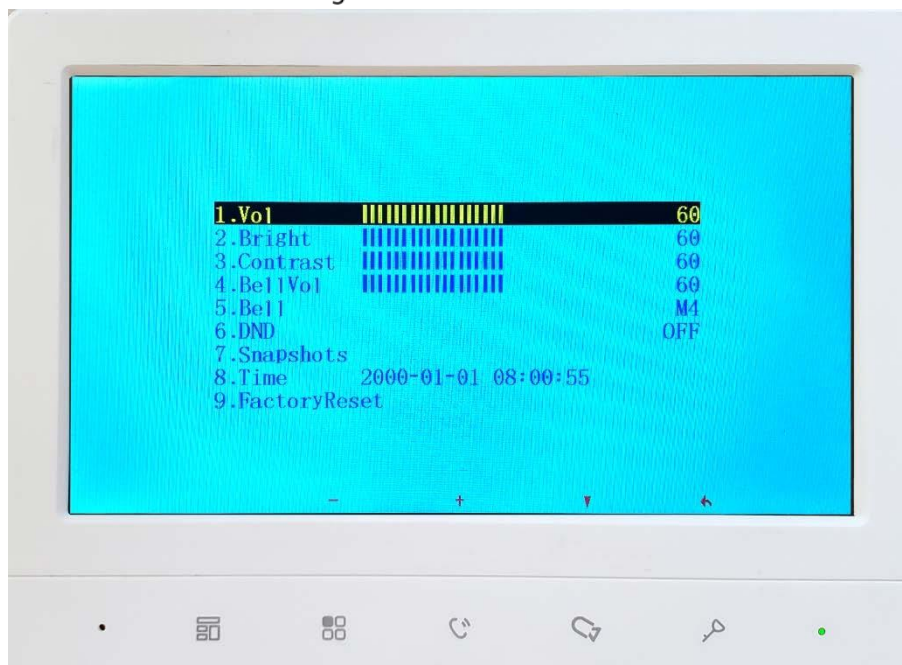 1.Vol 60
2.Bright 60
3.Contrast 60
4.BellVol 60
5.Bell M4
6.DND OFF
7.Snapshots
8.Time 2000-01-01 08:00:55
9.FactoryReset
- +